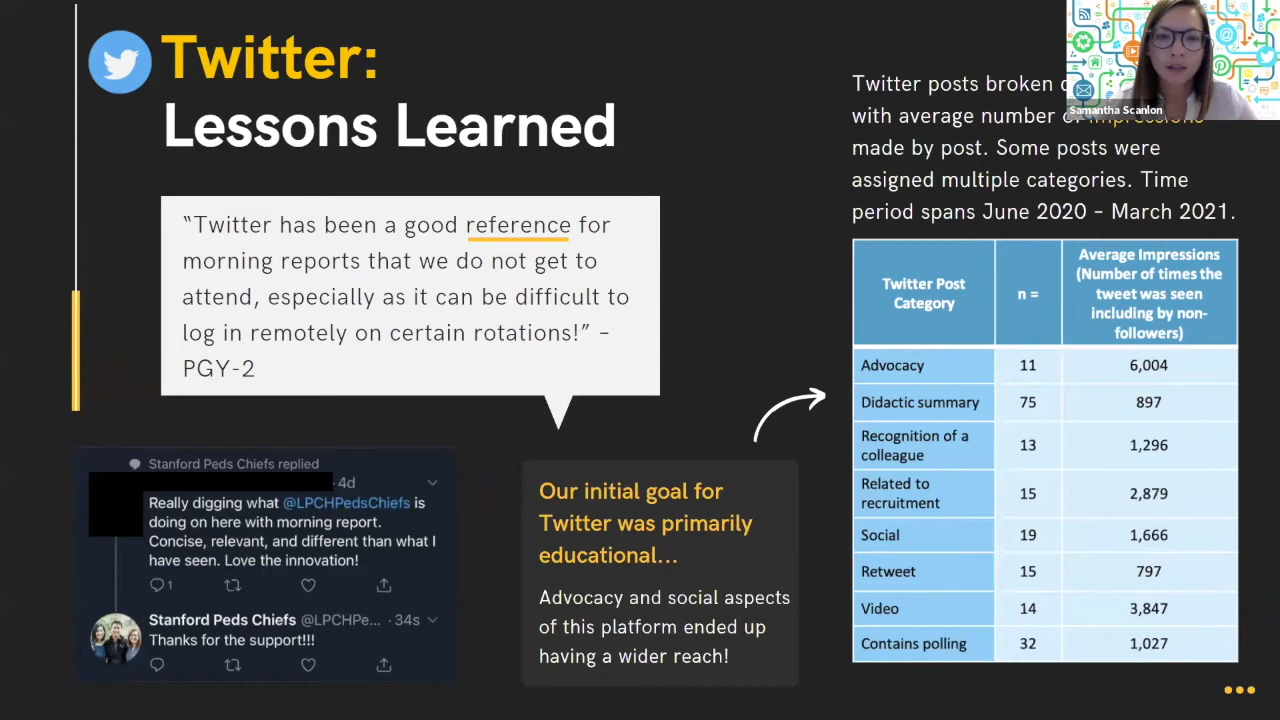 Twitter:
Lessons Learned
“Twitter has been a good reference for
morning reports that we do not get to
attend, especially as it can be difficult to
log in remotely on certain rotations!” –
PGY-2
Stanford Peds Chiefs replied
· 4d
Really digging what @LPCHPedsChiefs is
doing on here with morning report.
Concise, relevant, and different than what I
have seen. Love the innovation!
1
Stanford Peds Chiefs @LPCHPe... · 34s
Thanks for the support!!!
Our initial goal for
Twitter was primarily
educational...
Advocacy and social aspects
of this platform ended up
having a wider reach!
Samantha Scanlon
Twitter posts broken
with average number of impressions
made by post. Some posts were
assigned multiple categories. Time
period spans June 2020 – March 2021.
Twitter Post
Category
n =
Average Impressions
(Number of times the
tweet was seen
including by non-
followers)
Advocacy 11 6,004
Didactic summary 75 897
Recognition of a
colleague 13 1,296
Related to
recruitment 15 2,879
Social 19 1,666
Retweet 15 797
Video 14 3,847
Contains polling 32 1,027